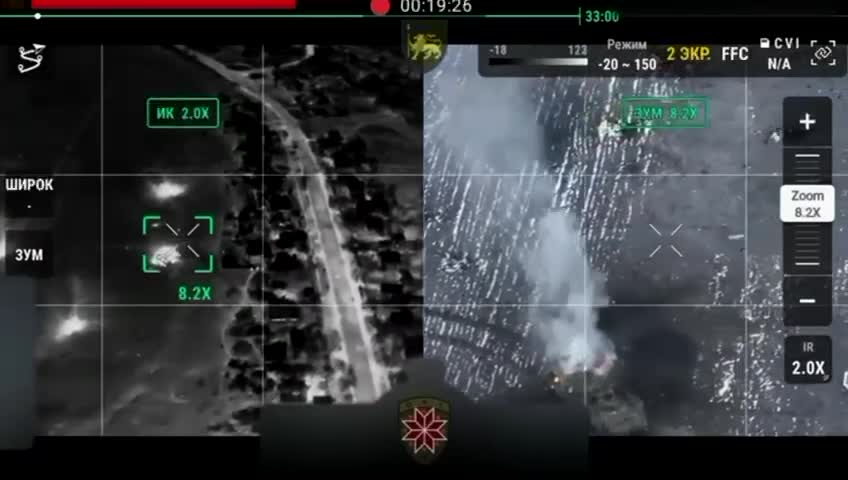 00:19:26
33:00
-18 122
Режим
-20 ~ 150
2 ЭКР.
FFC
CVI
N/A
ИК 2.0X
ЗУМ 8.2X
ШИРОК
ЗУМ
8.2X
Zoom
8.2X
IR
2.0X